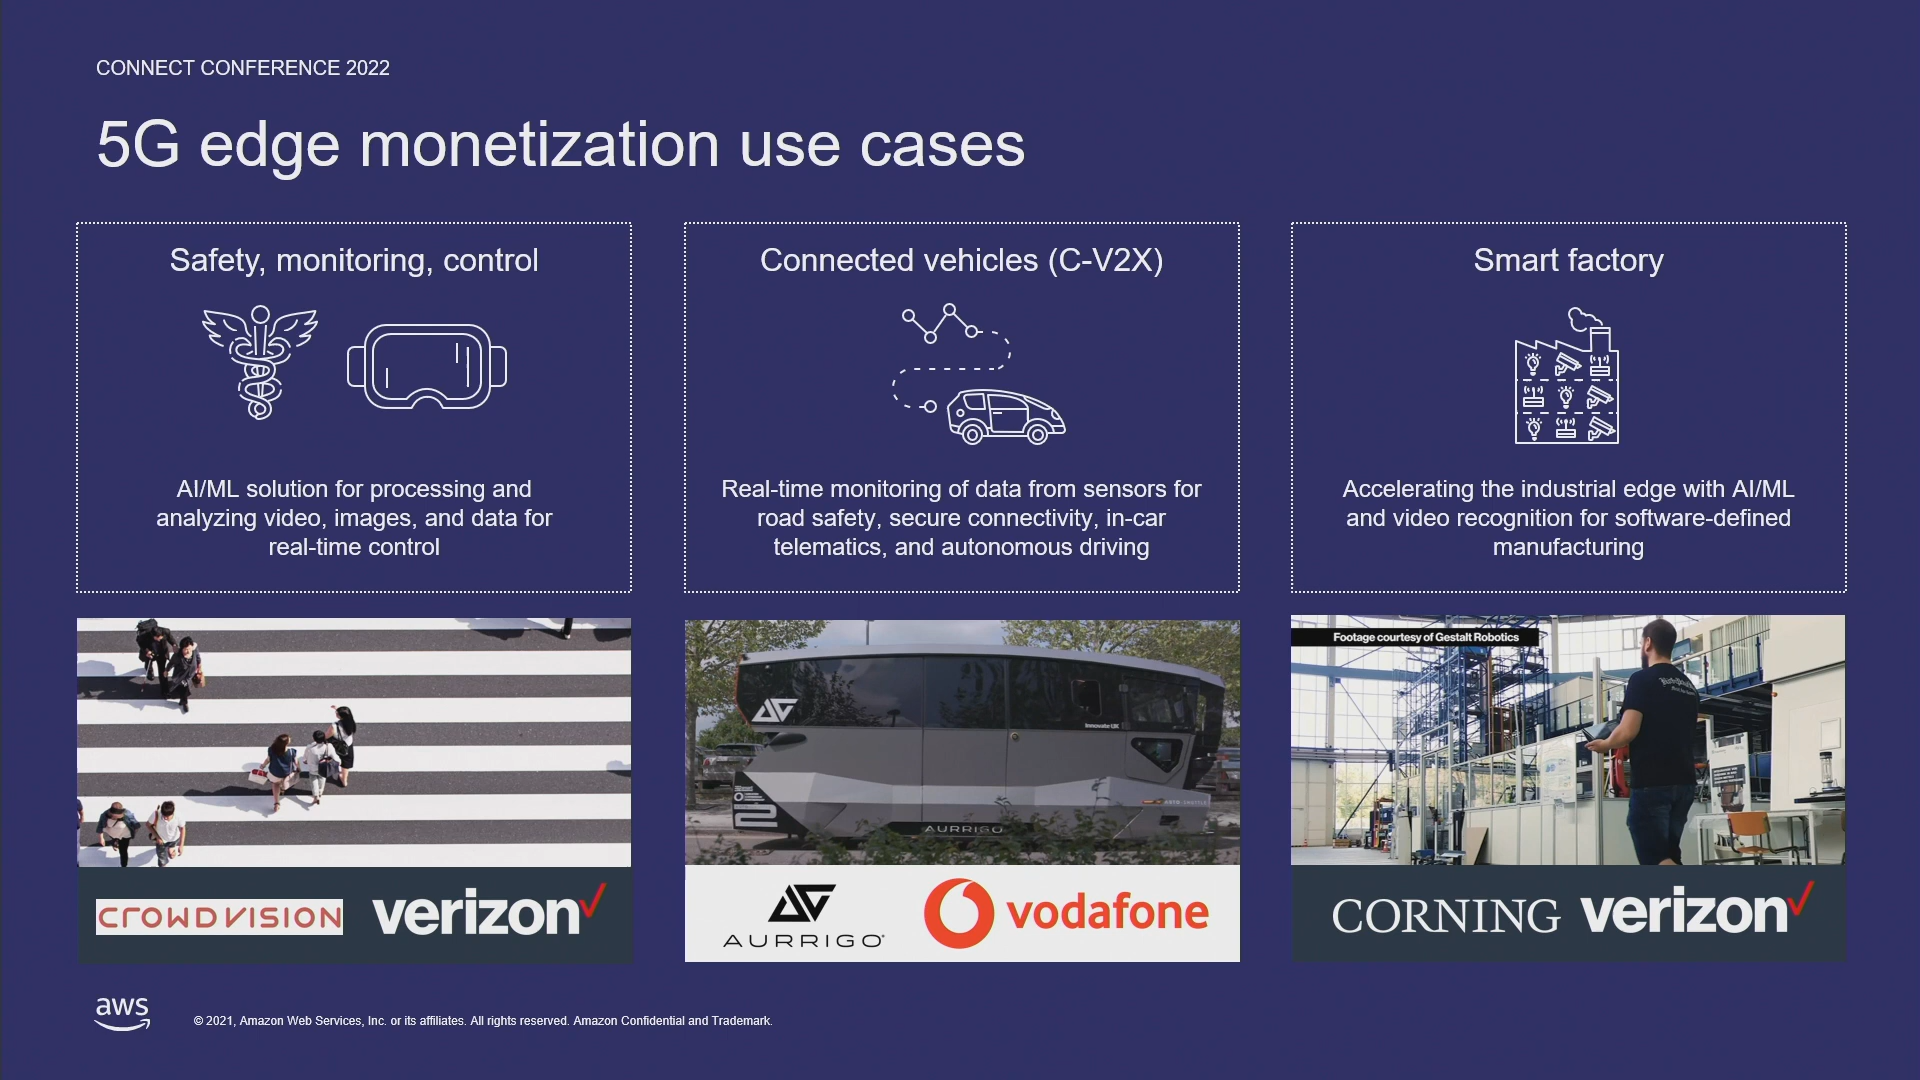 CONNECT CONFERENCE 2022
5G edge monetization use cases
Safety, monitoring, control
AI/ML solution for processing and
analyzing video, images, and data for
real-time control
Connected vehicles (C-V2X)
Real-time monitoring of data from sensors for
road safety, secure connectivity, in-car
telematics, and autonomous driving
Smart factory
Accelerating the industrial edge with AI/ML
and video recognition for software-defined
manufacturing
Innovate UK
2
AURRIGO
Footage courtesy of Gestalt Robotics
CROWDVISION
verizon
AURRIGO
vodafone
CORNING
verizon
aws
© 2021, Amazon Web Services, Inc. or its affiliates. All rights reserved. Amazon Confidential and Trademark.